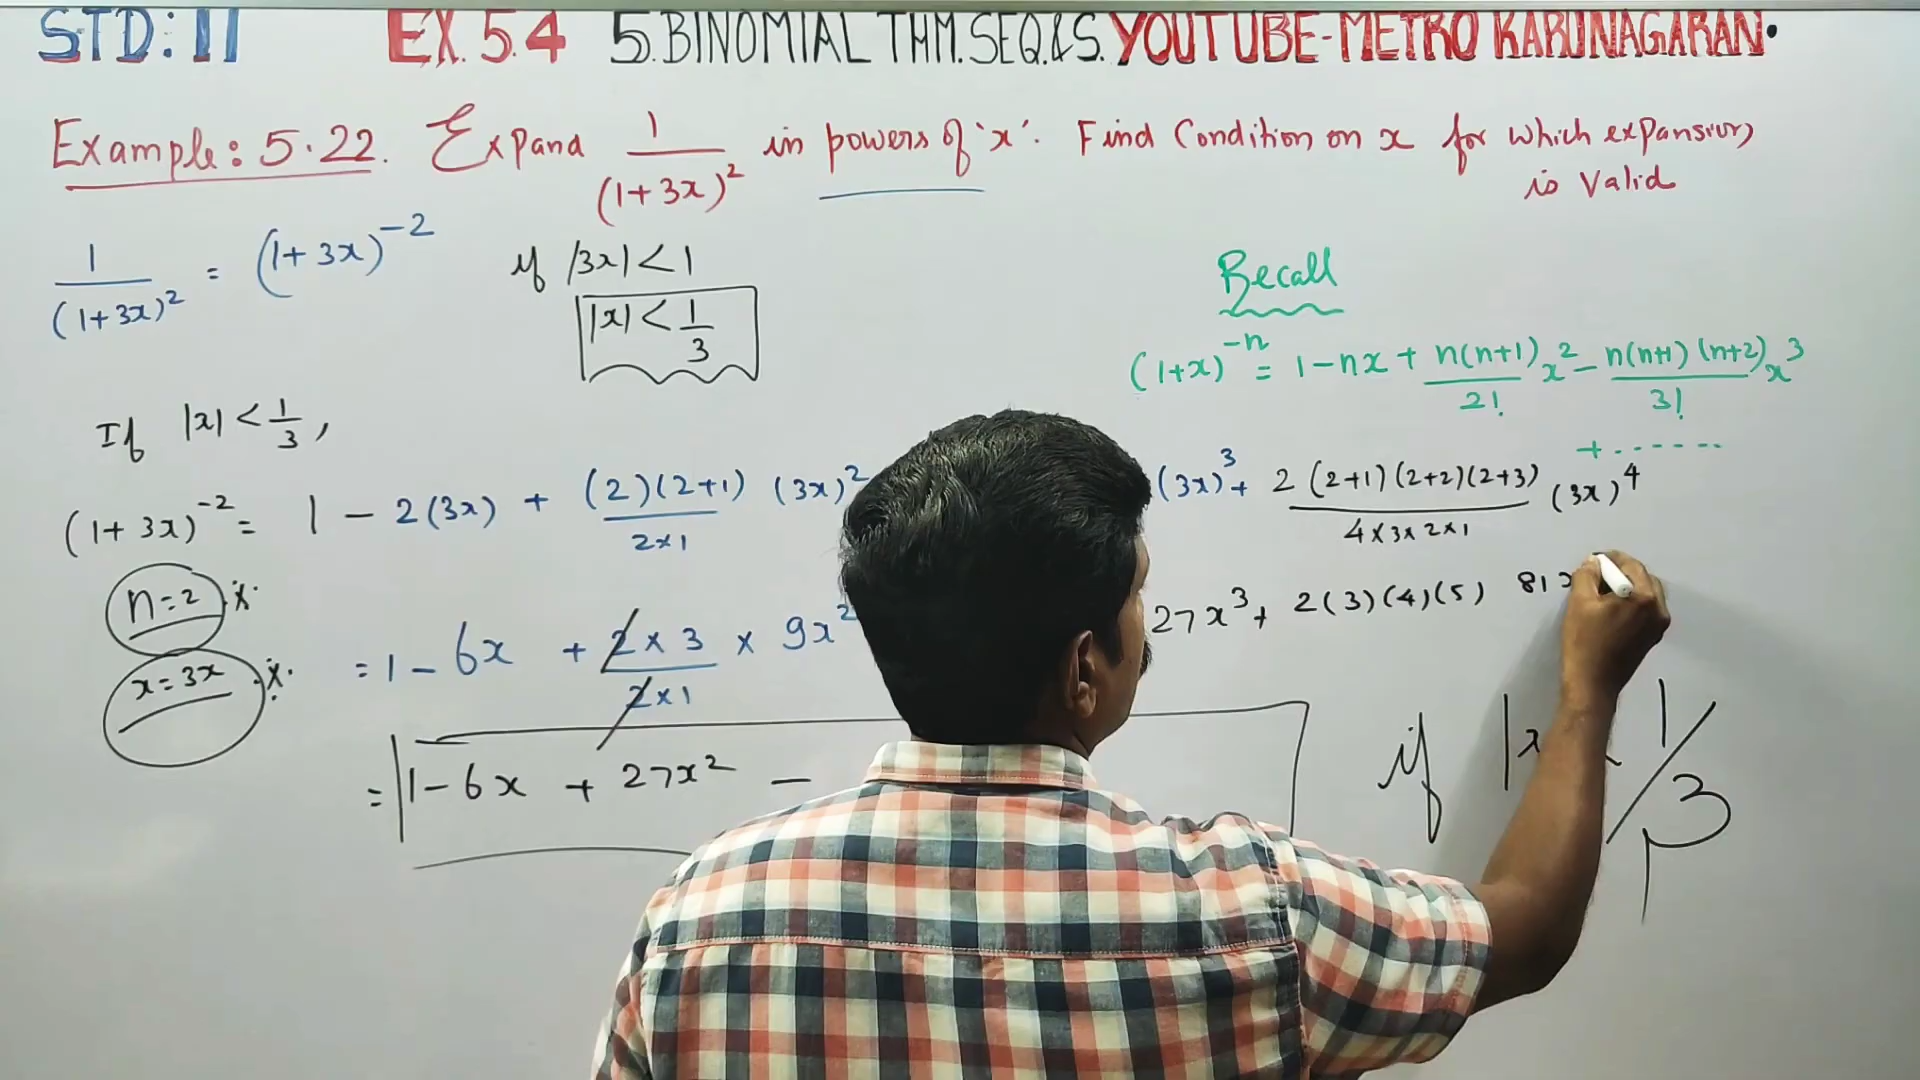 STD: 11 EX. 5.4 5. BINOMIAL THM. SEQ.& S. YOUTUBE-METRO KARUNAGARAN.
Example: 5.22. Expand 1/(1+3x)² in powers of 'x'. Find Condition on x for which expansion
is Valid
1/(1+3x)² = (1+3x)⁻² if |3x| < 1
|x| < 1/3
Recall
(1+x)⁻ⁿ = 1-nx + n(n+1)/2! x² - n(n+1)(n+2)/3! x³
+ ......
If |x| < 1/3,
(1+3x)⁻² = 1 - 2(3x) + (2)(2+1)/2×1 (3x)² (3x)³ + 2(2+1)(2+2)(2+3)/4×3×2×1 (3x)⁴
n=2
= 1 - 6x + 2×3/2×1 × 9x² 27x³ + 2(3)(4)(5) 81x
x=3x
= 1-6x + 27x² - if |x| < 1/3